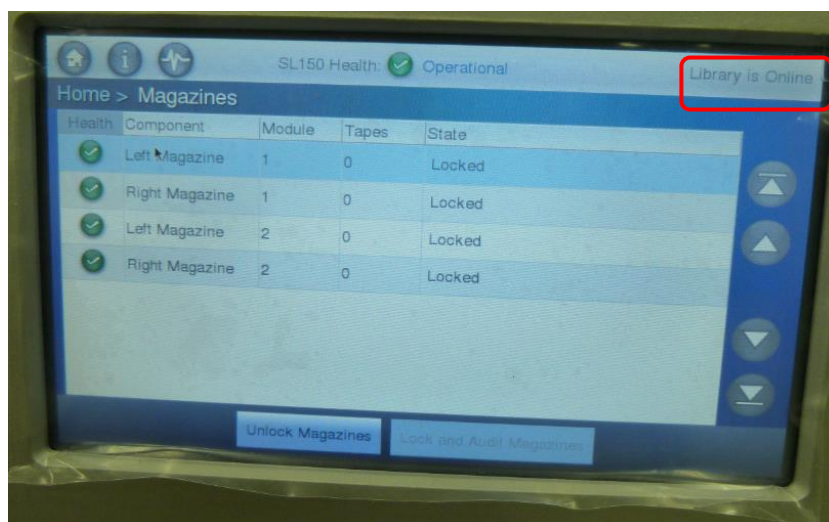 SL150 Health: Operational Library is Online
Home > Magazines
Health Component Module Tapes State
Left Magazine 1 0 Locked
Right Magazine 1 0 Locked
Left Magazine 2 0 Locked
Right Magazine 2 0 Locked
Unlock Magazines Lock and Audit Magazines